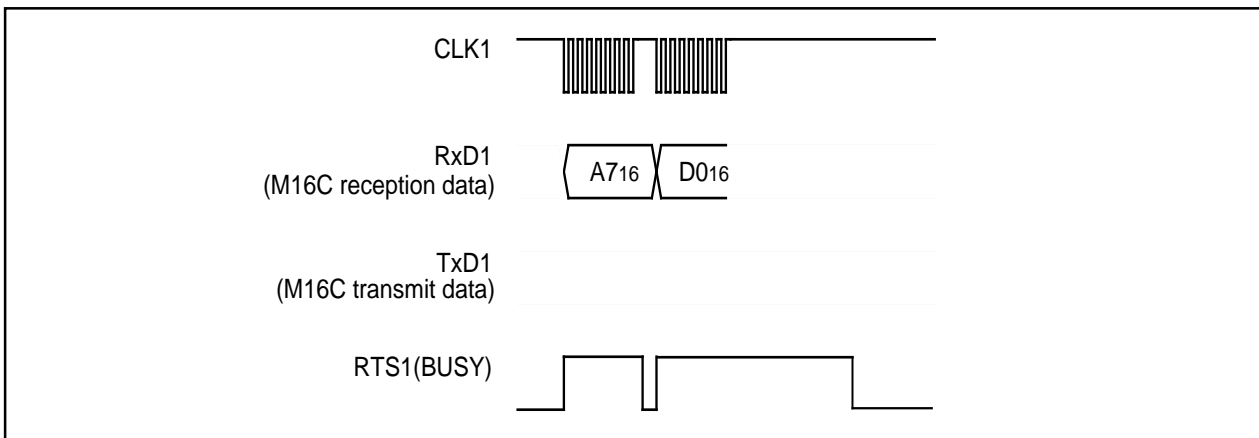 CLK1
RxD1
(M16C reception data)
A716
D016
TxD1
(M16C transmit data)
RTS1(BUSY)